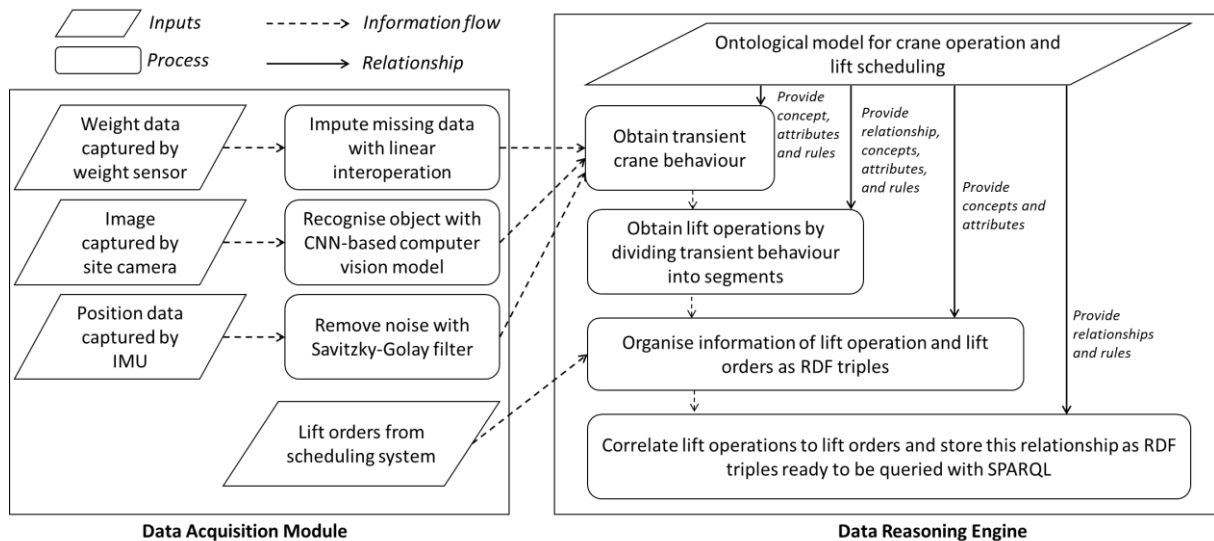 Inputs
Information flow
Process
Relationship
Weight data
captured by
weight sensor
Impute missing data
with linear
interoperation
Image
captured by
site camera
Recognise object with
CNN-based computer
vision model
Position data
captured by
IMU
Remove noise with
Savitzky-Golay filter
Lift orders from
scheduling system
Data Acquisition Module
Ontological model for crane operation and
lift scheduling
Provide
concept,
attributes
and rules
Provide
relationship,
concepts,
attributes,
and rules
Provide
concepts and
attributes
Provide
relationships
and rules
Obtain transient
crane behaviour
Obtain lift operations by
dividing transient behaviour
into segments
Organise information of lift operation and lift
orders as RDF triples
Correlate lift operations to lift orders and store this relationship as RDF
triples ready to be queried with SPARQL
Data Reasoning Engine